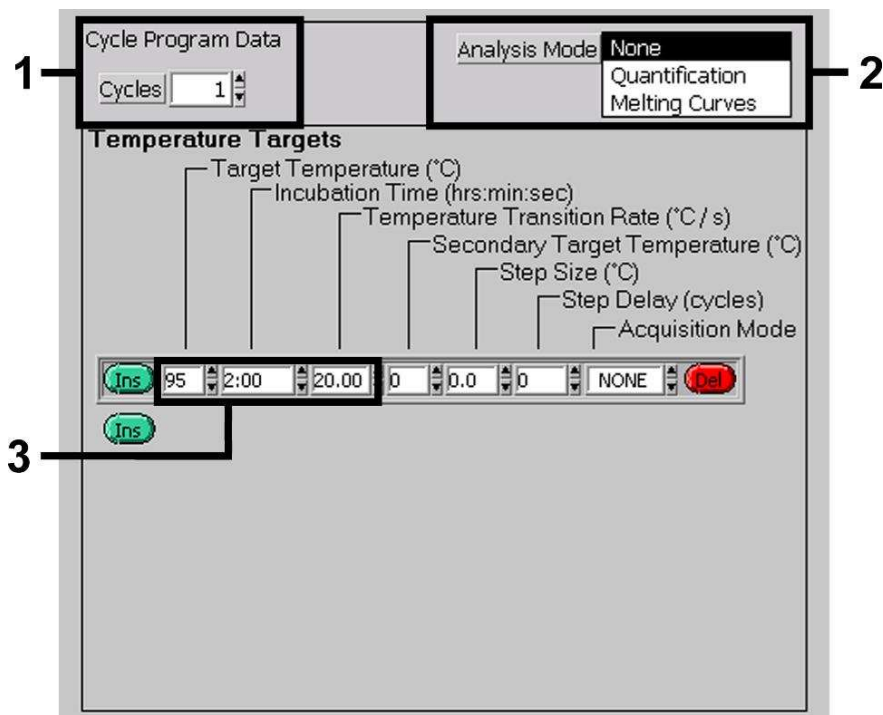 Cycle Program Data
Analysis Mode None
Quantification
Melting Curves
1
2
Cycles 1
Temperature Targets
Target Temperature (°C)
Incubation Time (hrs:min:sec)
Temperature Transition Rate (°C / s)
Secondary Target Temperature (°C)
Step Size (°C)
Step Delay (cycles)
Acquisition Mode
Ins 95 2:00 20.00 0 0.0 0 NONE Del
Ins
3